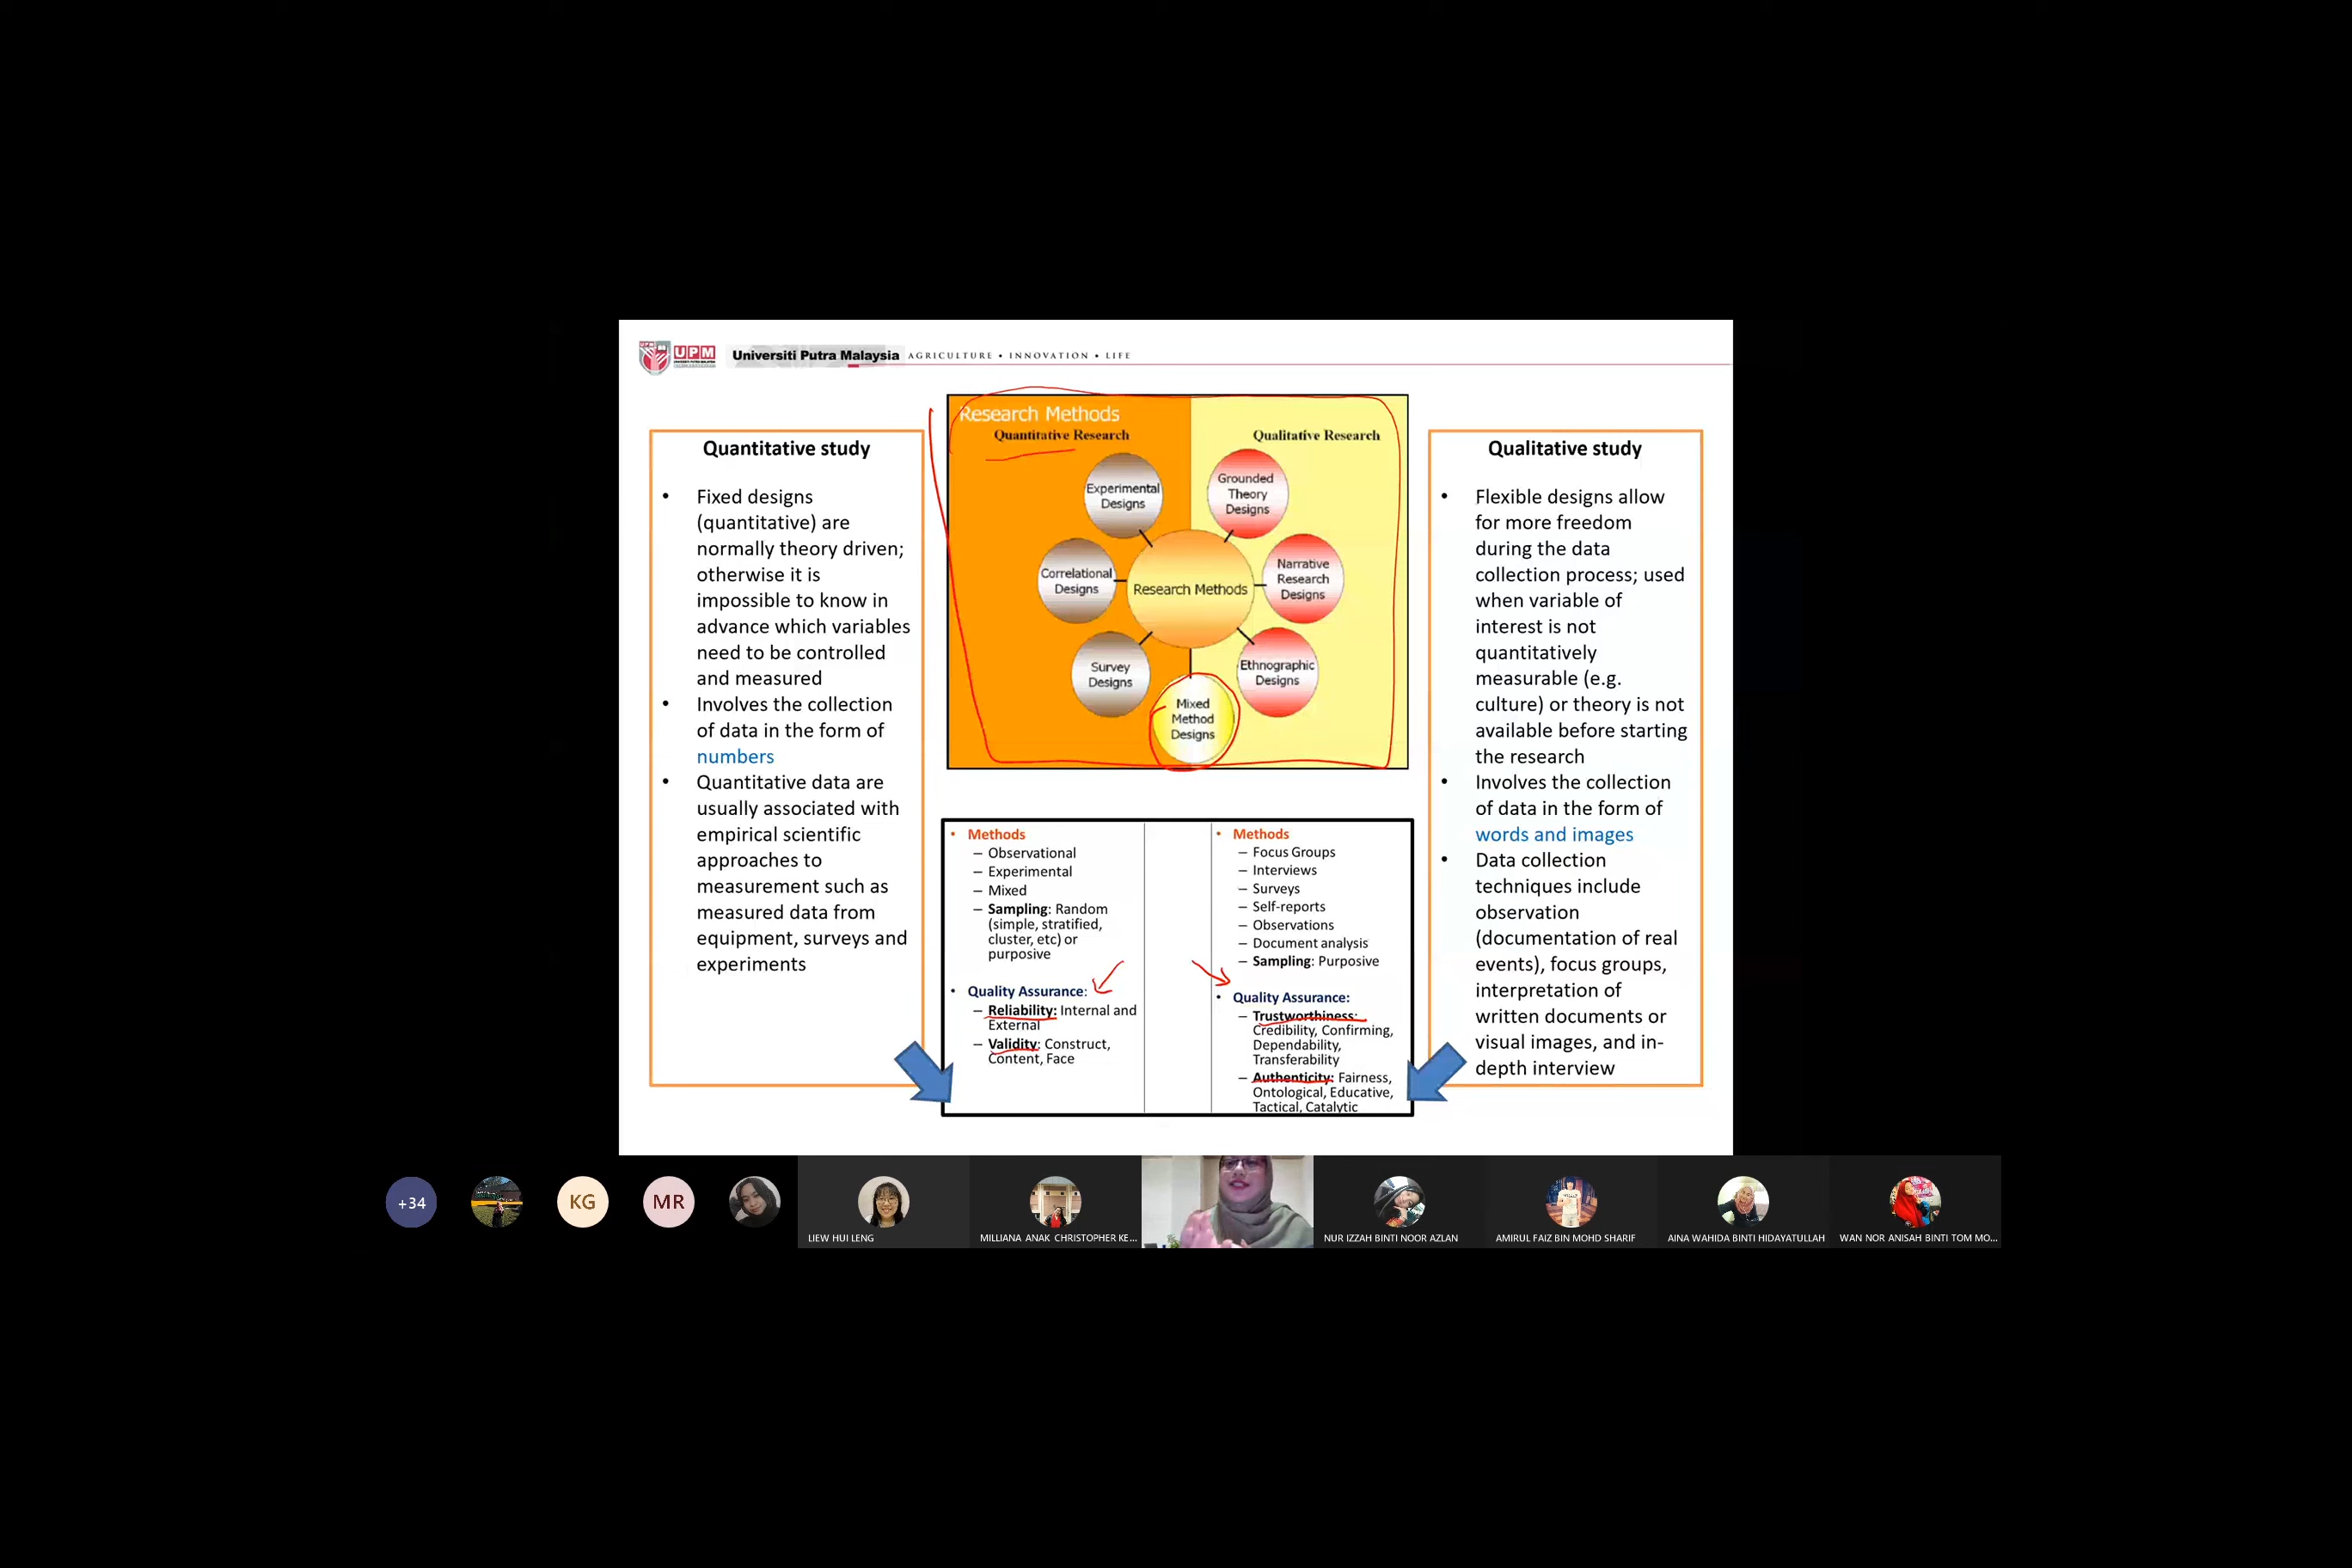 UPM
Universiti Putra Malaysia AGRICULTURE • INNOVATION • LIFE
Quantitative study
• Fixed designs
(quantitative) are
normally theory driven;
otherwise it is
impossible to know in
advance which variables
need to be controlled
and measured
• Involves the collection
of data in the form of
numbers
• Quantitative data are
usually associated with
empirical scientific
approaches to
measurement such as
measured data from
equipment, surveys and
experiments
Research Methods
Quantitative Research
Qualitative Research
Experimental
Designs
Correlational
Designs
Survey
Designs
Research Methods
Grounded
Theory
Designs
Narrative
Research
Designs
Ethnographic
Designs
Mixed
Method
Designs
• Methods
– Observational
– Experimental
– Mixed
– Sampling: Random
(simple, stratified,
cluster, etc) or
purposive
• Quality Assurance:
– Reliability: Internal and
External
– Validity: Construct,
Content, Face
• Methods
– Focus Groups
– Interviews
– Surveys
– Self-reports
– Observations
– Document analysis
– Sampling: Purposive
• Quality Assurance:
– Trustworthiness:
Credibility, Confirming,
Dependability,
Transferability
– Authenticity: Fairness,
Ontological, Educative,
Tactical, Catalytic
Qualitative study
• Flexible designs allow
for more freedom
during the data
collection process; used
when variable of
interest is not
quantitatively
measurable (e.g.
culture) or theory is not
available before starting
the research
• Involves the collection
of data in the form of
words and images
• Data collection
techniques include
observation
(documentation of real
events), focus groups,
interpretation of
written documents or
visual images, and in-
depth interview
+34
KG
MR
LIEW HUI LENG
MILLIANA ANAK CHRISTOPHER KE...
NUR IZZAH BINTI NOOR AZLAN
AMIRUL FAIZ BIN MOHD SHARIF
AINA WAHIDA BINTI HIDAYATULLAH
WAN NOR ANISAH BINTI TOM MO...